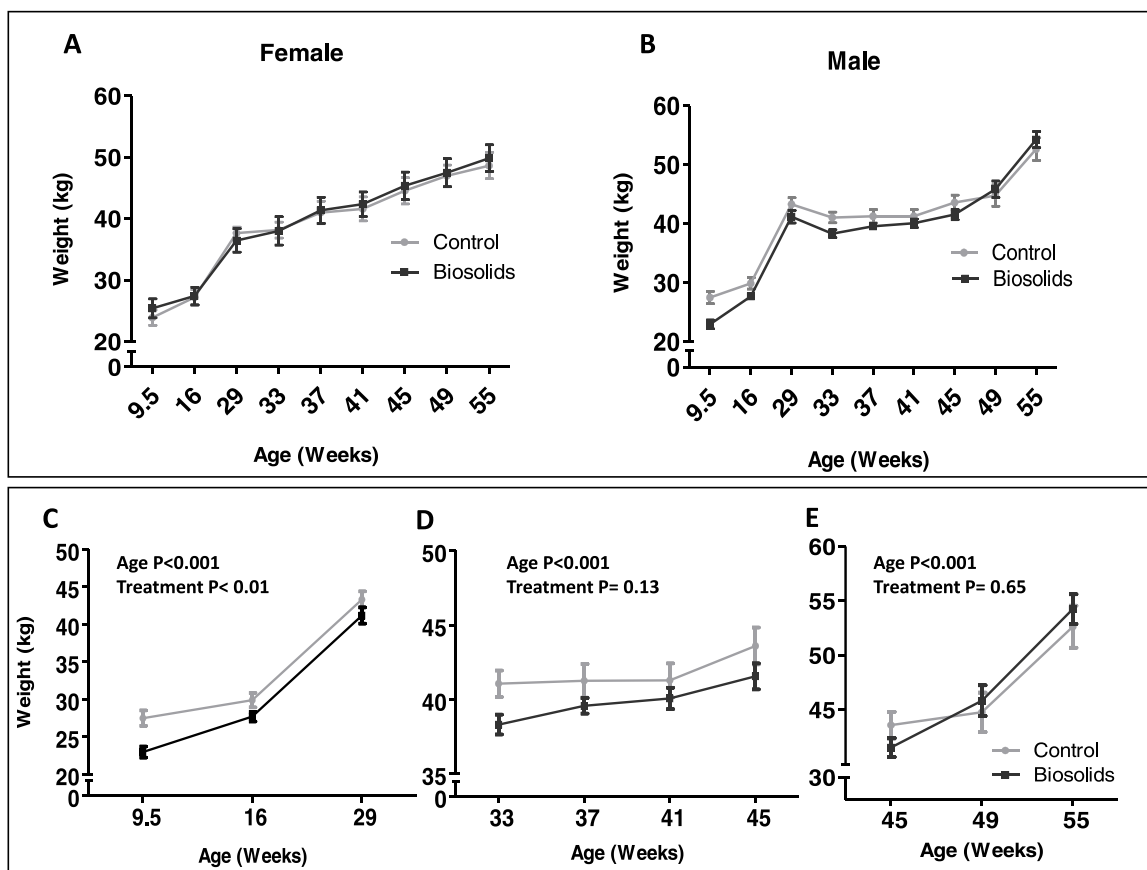 A
Female
60
50
40
30
20
0
Weight (kg)
Control
Biosolids
9.5 16 29 33 37 41 45 49 55
Age (Weeks)
B
Male
60
50
40
30
20
0
Weight (kg)
Control
Biosolids
9.5 16 29 33 37 41 45 49 55
Age (Weeks)
C
Age P<0.001
Treatment P< 0.01
50
45
40
35
30
25
20
0
Weight (kg)
9.5 16 29
Age (Weeks)
D
Age P<0.001
Treatment P= 0.13
50
45
40
35
0
33 37 41 45
Age (Weeks)
E
Age P<0.001
Treatment P= 0.65
60
55
50
45
30
0
Control
Biosolids
45 49 55
Age (Weeks)